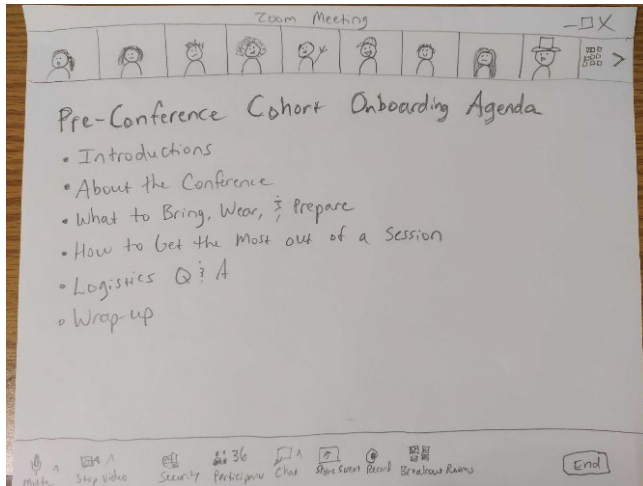 Zoom Meeting
Pre-Conference Cohort Onboarding Agenda
• Introductions
• About the Conference
• What to Bring, Wear, & Prepare
• How to Get the Most out of a Session
• Logistics Q & A
• Wrap-up
Mute Stop Video Security 36 Participants Chat Share Screen Record Breakout Rooms End